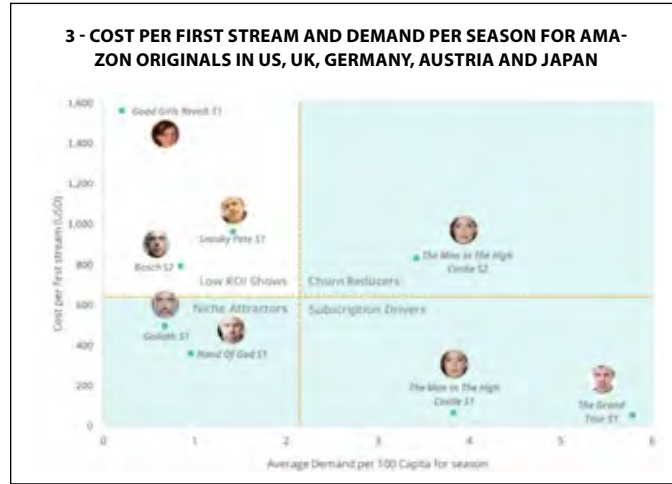 3 - COST PER FIRST STREAM AND DEMAND PER SEASON FOR AMA-
ZON ORIGINALS IN US, UK, GERMANY, AUSTRIA AND JAPAN
1,600
Good Girls Revolt S1
1,400
1,200
1,000
Sneaky Pete S1
The Man In The High
Castle S2
Bosch S2
800
Low ROI Shows
Churn Reducers
600
Niche Attractors
Subscription Drivers
Goliath S1
400
Hand Of God S1
200
The Man In The High
Castle S1
The Grand
Tour S1
0
Cost per first stream (USD)
0 1 2 3 4 5 6
Average Demand per 100 Capita for season